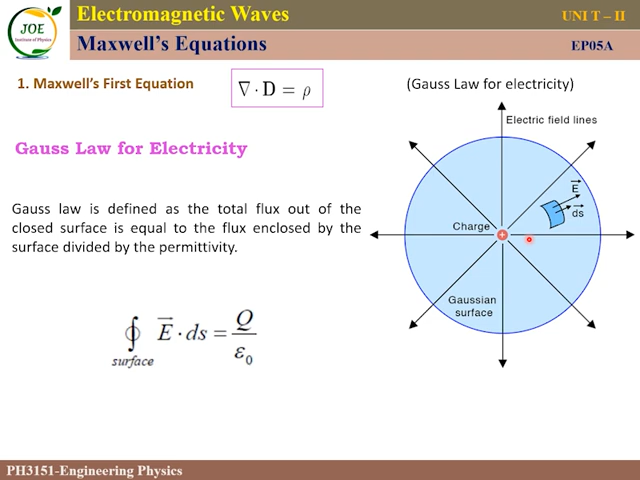 JOE
Institute of Physics
Electromagnetic Waves
UNI T – II
Maxwell's Equations
EP05A
1. Maxwell's First Equation
∇ · D = ρ
(Gauss Law for electricity)
Electric field lines
Gauss Law for Electricity
E
ds
Gauss law is defined as the total flux out of the
closed surface is equal to the flux enclosed by the
surface divided by the permittivity.
Charge
+
Gaussian
surface
∮ E⃗ · ds = Q / ε₀
surface
PH3151-Engineering Physics